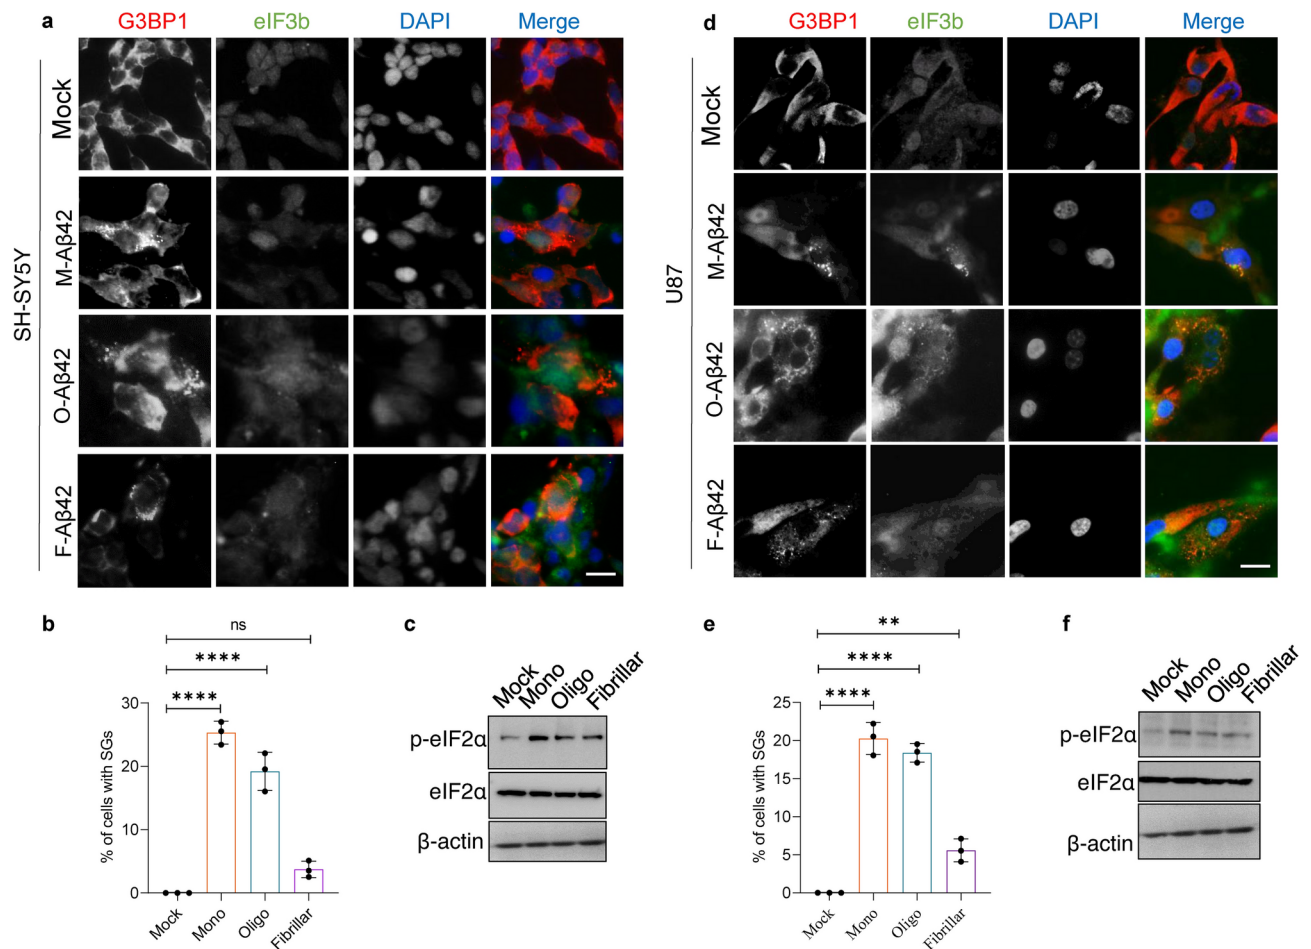 a
G3BP1 eIF3b DAPI Merge
SH-SY5Y
Mock
M-Aβ42
O-Aβ42
F-Aβ42
d
G3BP1 eIF3b DAPI Merge
U87
Mock
M-Aβ42
O-Aβ42
F-Aβ42
b
ns
****
****
% of cells with SGs
30
20
10
0
Mock Mono Oligo Fibrillar
c
Mock Mono Oligo Fibrillar
p-eIF2α
eIF2α
β-actin
e
**
****
****
% of cells with SGs
25
20
15
10
5
0
Mock Mono Oligo Fibrillar
f
Mock Mono Oligo Fibrillar
p-eIF2α
eIF2α
β-actin